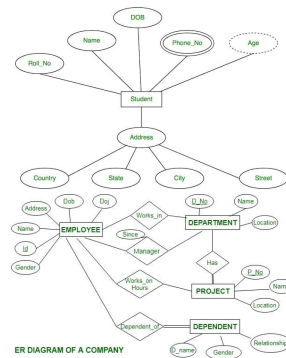 DOB
Name
Phone_No
Age
Roll_No
Student
Address
Country
State
City
Street
Address
Dob
Doj
D_No
Name
Works_in
Name
EMPLOYEE
DEPARTMENT
Location
Since
Id
Manager
Has
Gender
Works_on
Hours
P_No
PROJECT
Name
Location
Dependent_of
DEPENDENT
Relationship
D_name
Gender
ER DIAGRAM OF A COMPANY